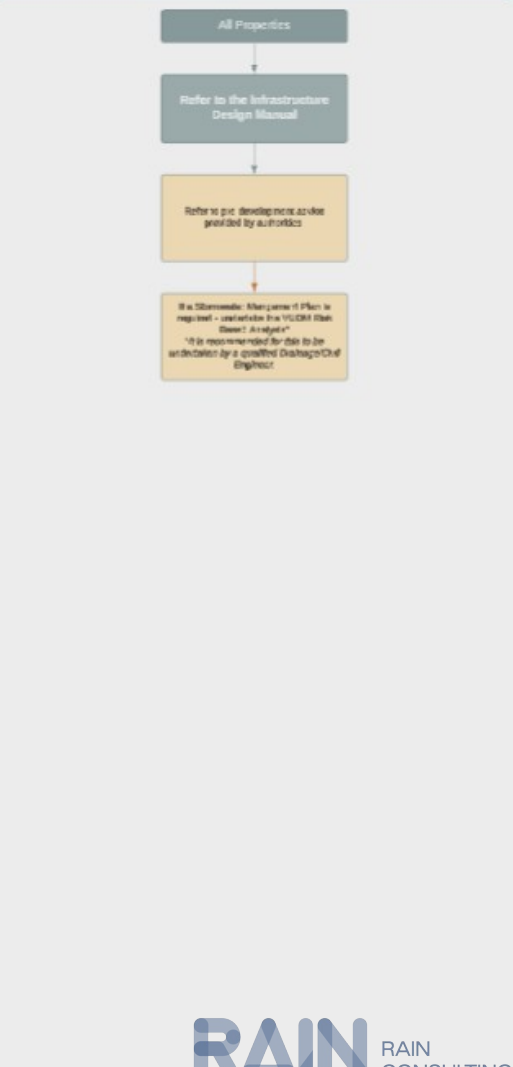 All Properties
Refer to the Infrastructure
Design Manual
Refer to pre development advice
provided by authorities
If a Stormwater Management Plan is
required - undertake the Risk
Based Analysis*
*It is recommended for this to be
undertaken by a qualified Drainage/Civil
Engineer.
RAIN
RAIN
CONSULTING